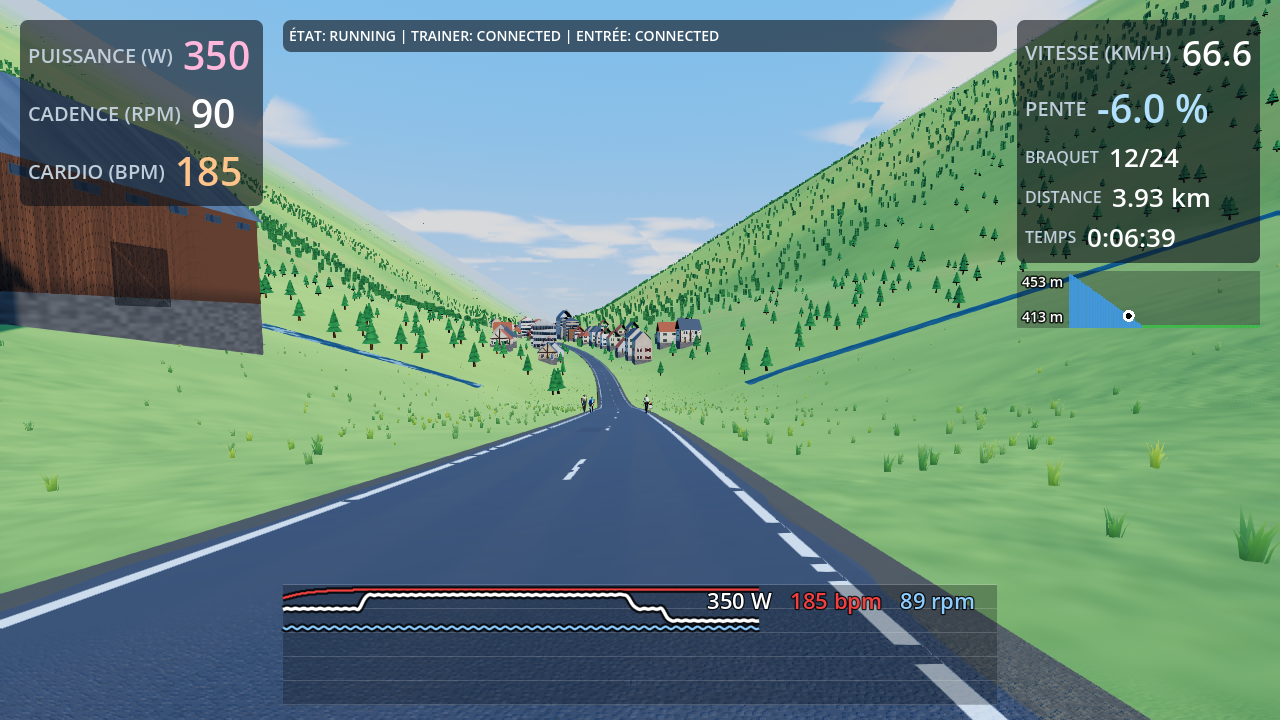 PUISSANCE (W) 350
CADENCE (RPM) 90
CARDIO (BPM) 185
ÉTAT: RUNNING | TRAINER: CONNECTED | ENTRÉE: CONNECTED
VITESSE (KM/H) 66.6
PENTE -6.0 %
BRAQUET 12/24
DISTANCE 3.93 km
TEMPS 0:06:39
453 m
413 m
350 W 185 bpm 89 rpm